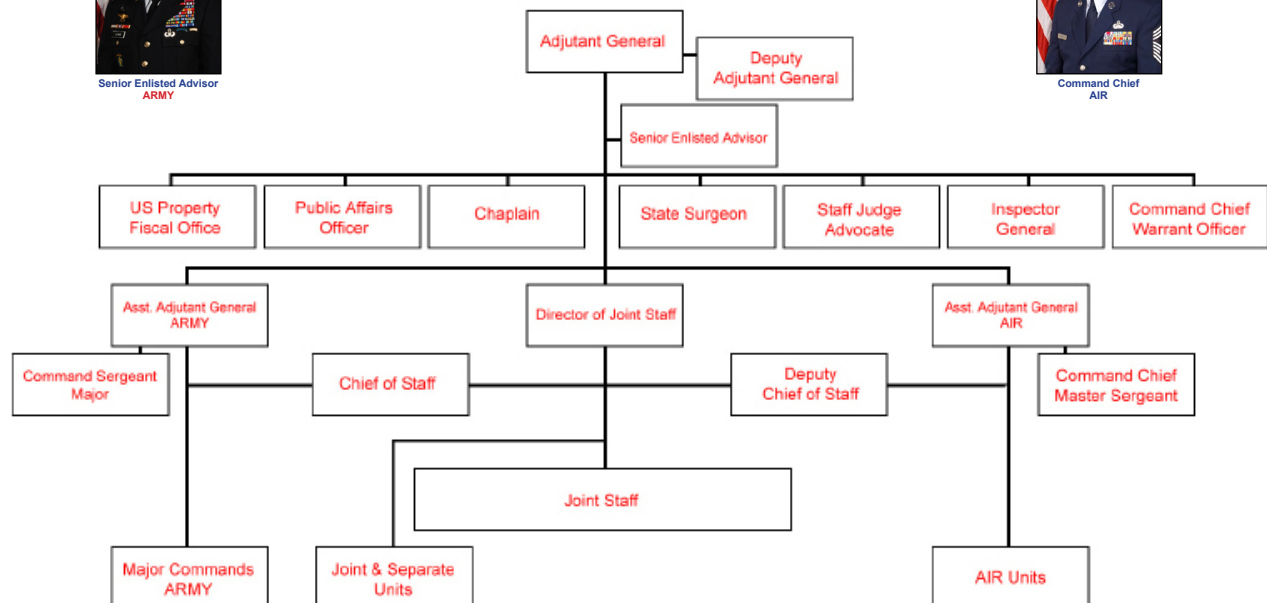 Adjutant General
Deputy
Adjutant General
Senior Enlisted Advisor
ARMY
Command Chief
AIR
Senior Enlisted Advisor
US Property
Fiscal Office
Public Affairs
Officer
Chaplain
State Surgeon
Staff Judge
Advocate
Inspector
General
Command Chief
Warrant Officer
Asst. Adjutant General
ARMY
Director of Joint Staff
Asst. Adjutant General
AIR
Command Sergeant
Major
Chief of Staff
Deputy
Chief of Staff
Command Chief
Master Sergeant
Joint Staff
Major Commands
ARMY
Joint & Separate
Units
AIR Units